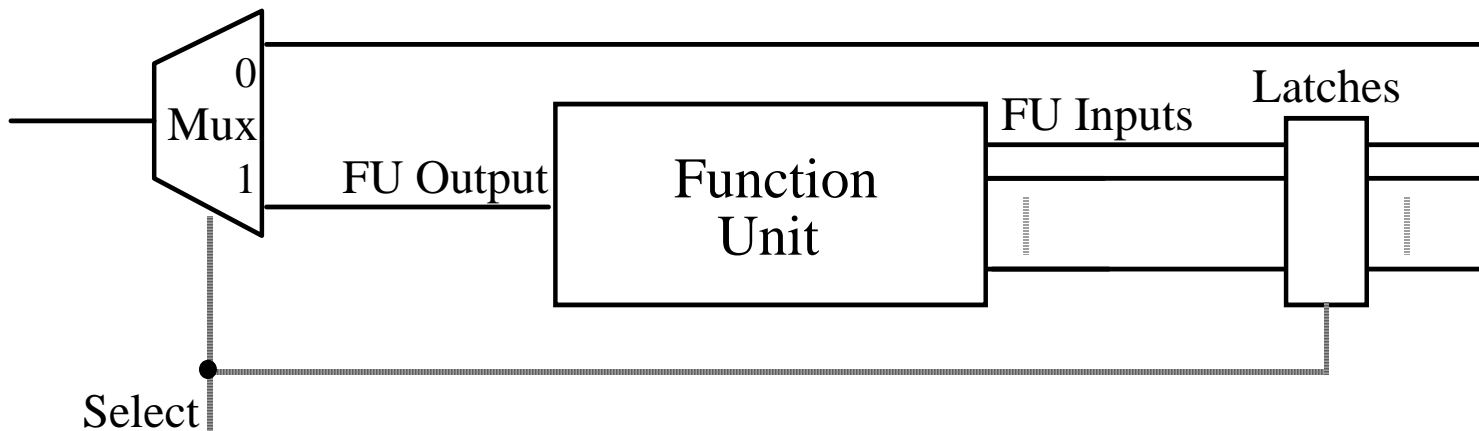 0
Mux
1
FU Output
Function
Unit
FU Inputs
Latches
Select